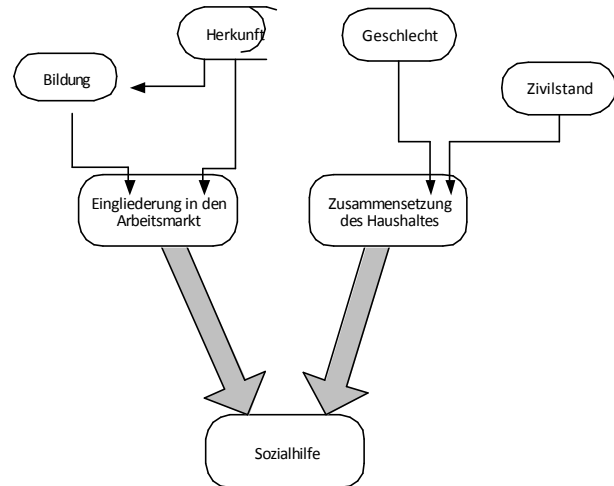 Herkunft
Geschlecht
Bildung
Zivilstand
Eingliederung in den
Arbeitsmarkt
Zusammensetzung
des Haushaltes
Sozialhilfe